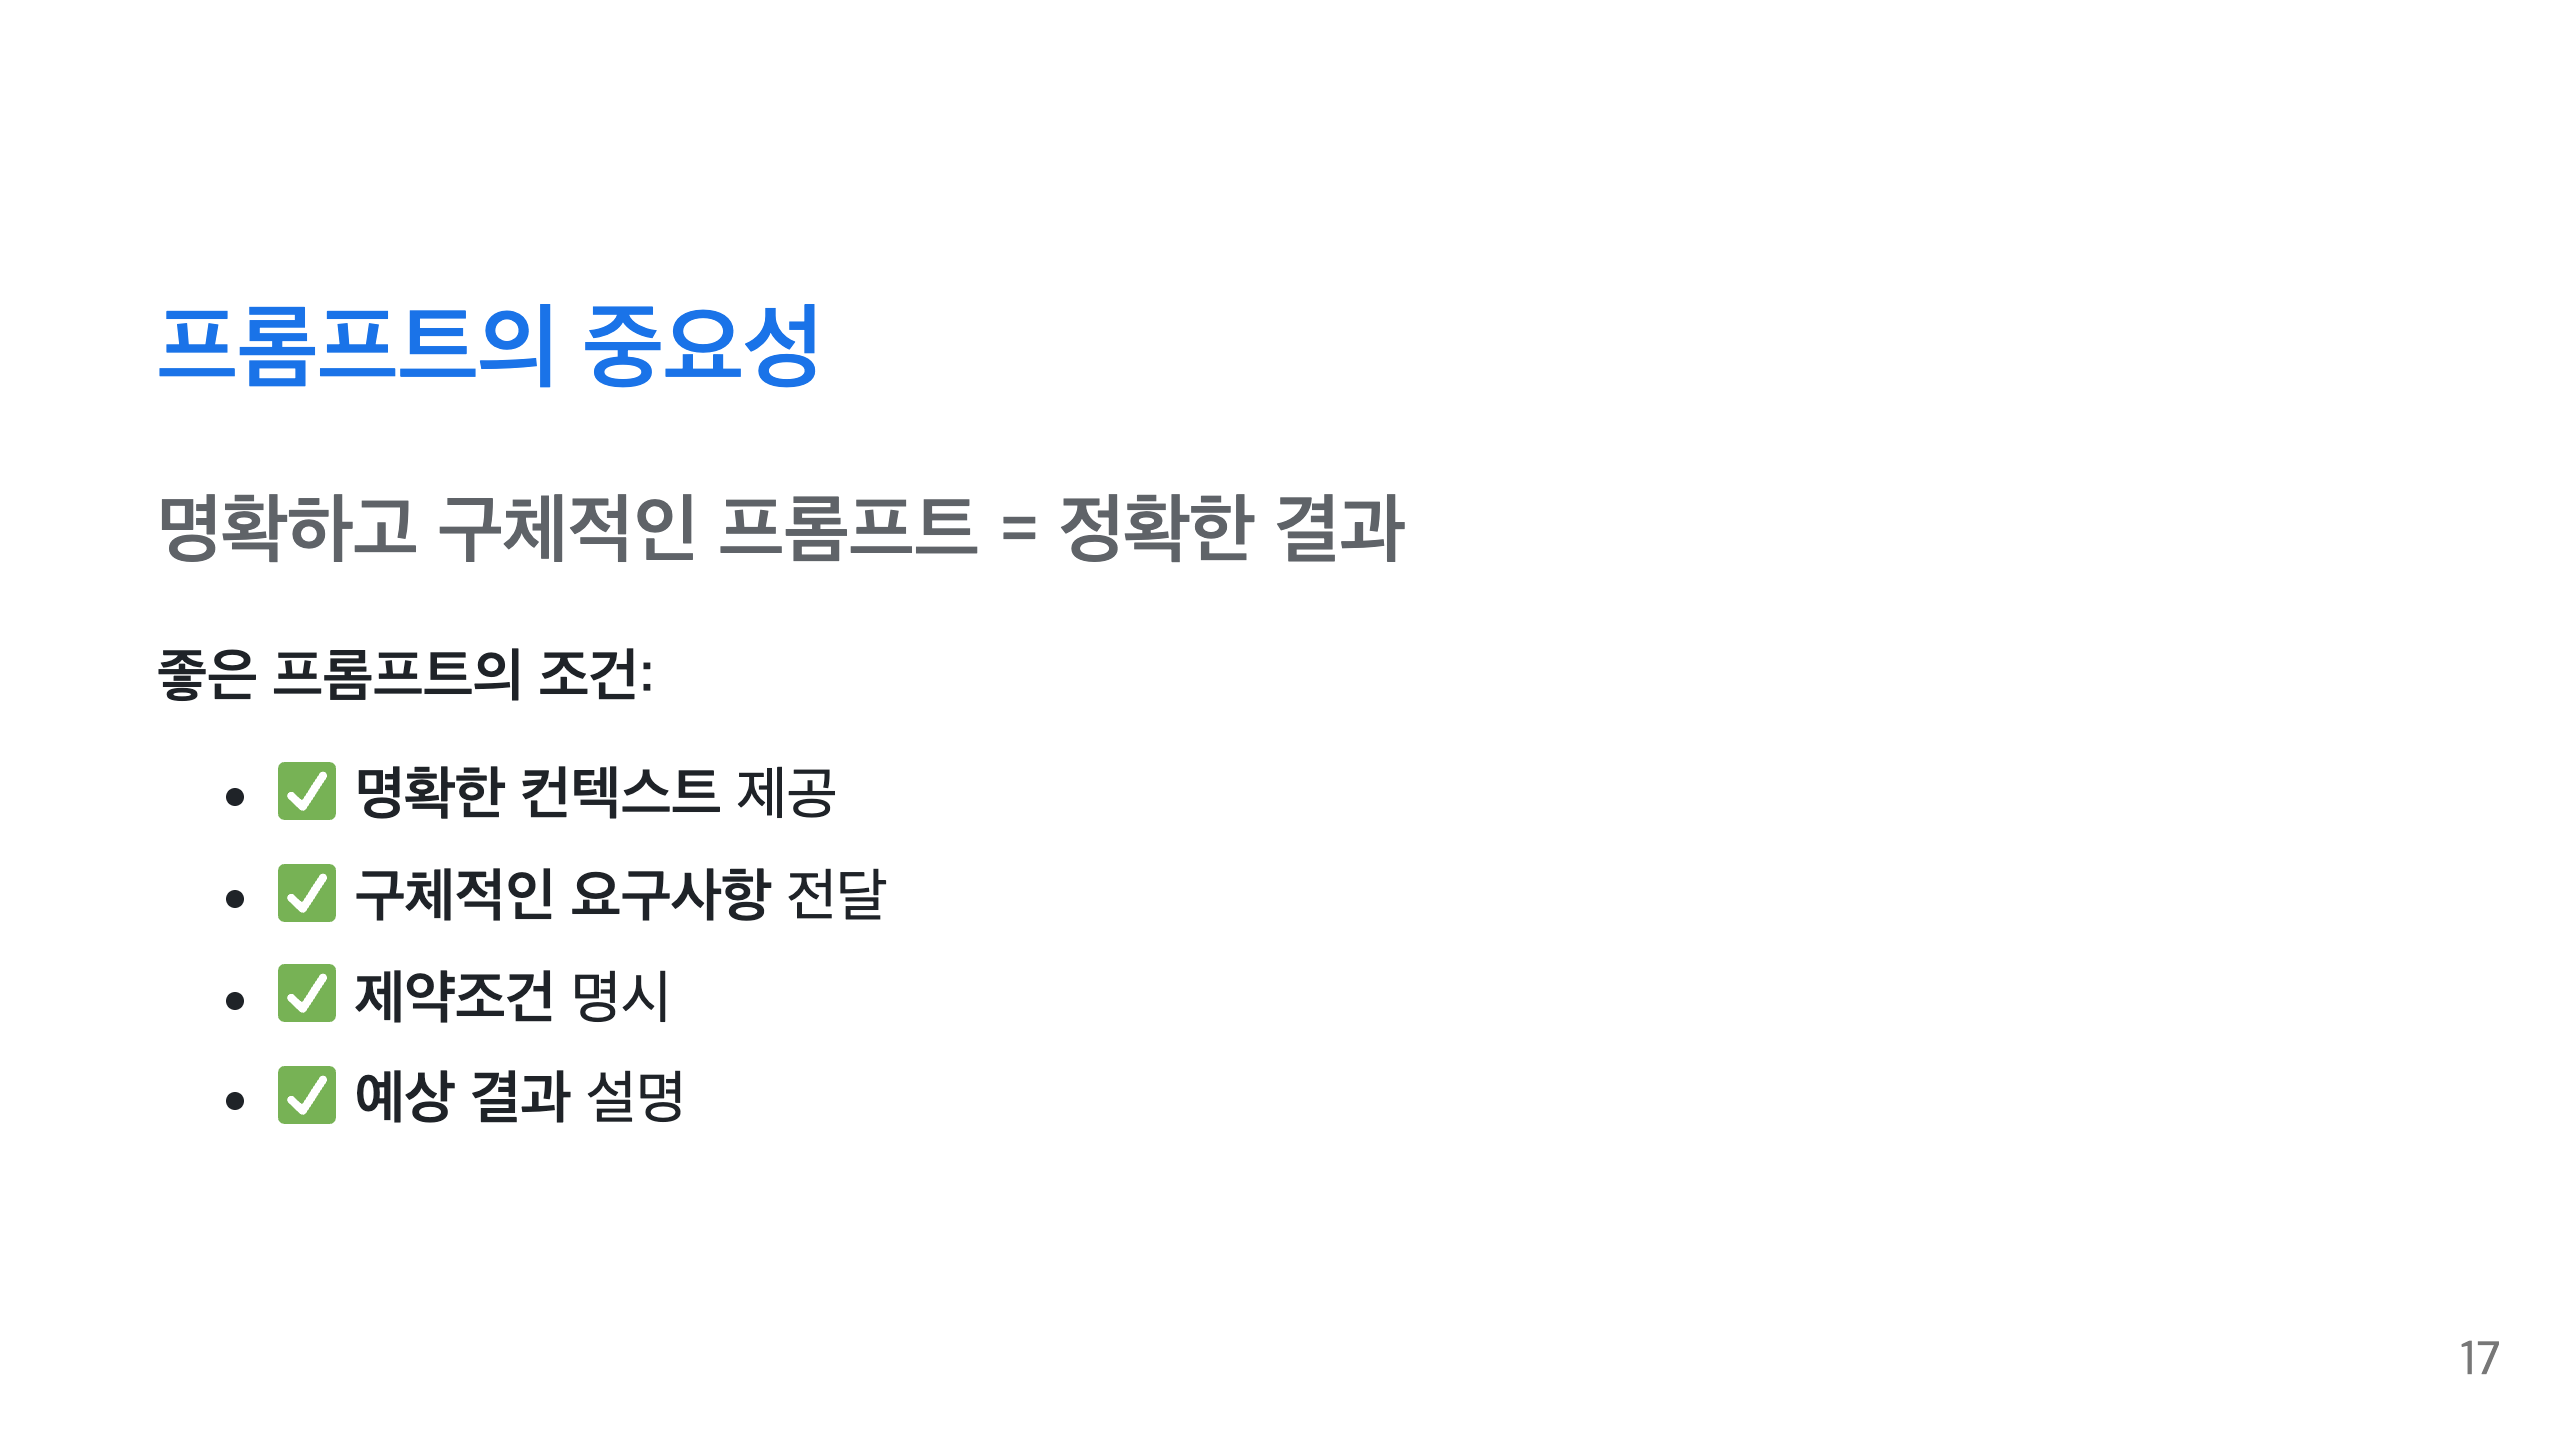 프롬프트의 중요성
명확하고 구체적인 프롬프트 = 정확한 결과
좋은 프롬프트의 조건:
• ✅ 명확한 컨텍스트 제공
• ✅ 구체적인 요구사항 전달
• ✅ 제약조건 명시
• ✅ 예상 결과 설명
17